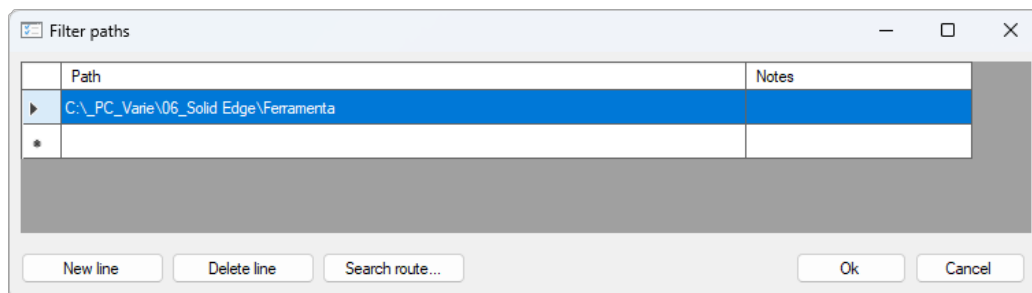 Filter paths
Path Notes
C:\_PC_Varie\06_Solid Edge\Ferramenta
New line Delete line Search route... Ok Cancel